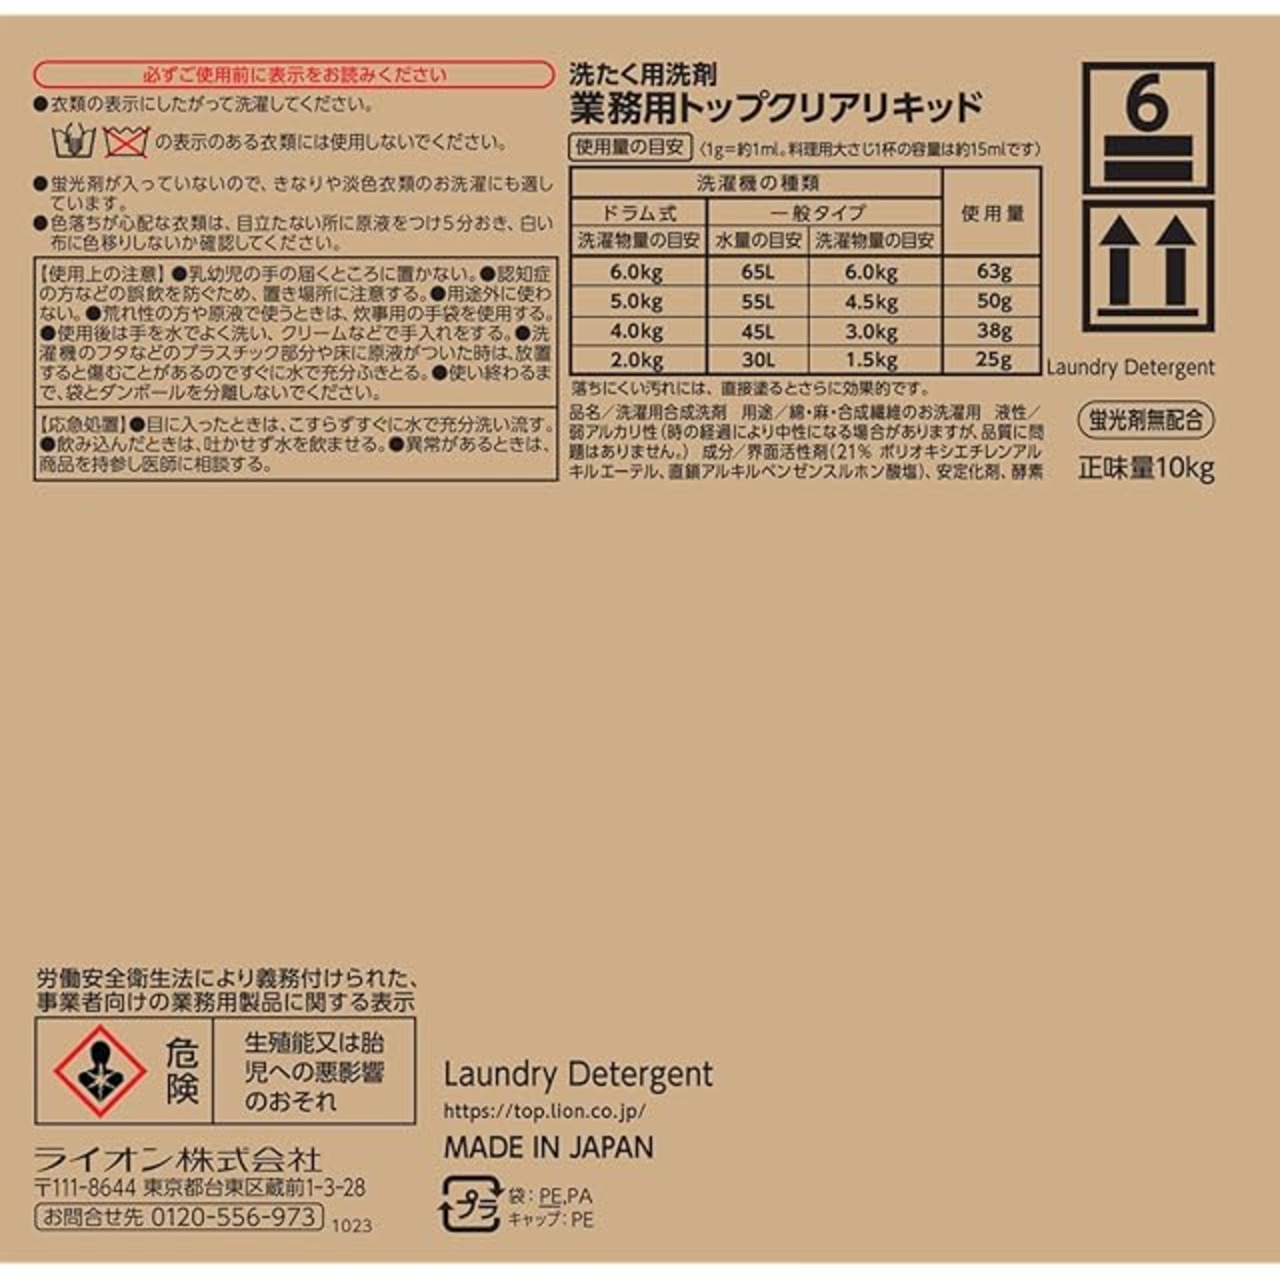 必ずご使用前に表示をお読みください
●衣類の表示にしたがって洗濯してください。
の表示のある衣類には使用しないでください。
●蛍光剤が入っていないので、きなりや淡色衣類のお洗濯にも適し
ています。
●色落ちが心配な衣類は、目立たない所に原液をつけ5分おき、白い
布に色移りしないか確認してください。
【使用上の注意】●乳幼児の手の届くところに置かない。●認知症
の方などの誤飲を防ぐため、置き場所に注意する。●用途外に使わ
ない。●荒れ性の方や原液で使うときは、炊事用の手袋を使用する。
●使用後は手を水でよく洗い、クリームなどで手入れをする。●洗
濯機のフタなどのプラスチック部分や床に原液がついた時は、放置
すると傷むことがあるのですぐに水で充分ふきとる。●使い終わるま
で、袋とダンボールを分離しないでください。
【応急処置】●目に入ったときは、こすらずすぐに水で充分洗い流す。
●飲み込んだときは、吐かせず水を飲ませる。●異常があるときは、
商品を持参し医師に相談する。
洗たく用洗剤
業務用トップクリアリキッド
使用量の目安 〈1g=約1ml。料理用大さじ1杯の容量は約15mlです〉
洗濯機の種類 使用量
ドラム式 一般タイプ
洗濯物量の目安 水量の目安 洗濯物量の目安
6.0kg 65L 6.0kg 63g
5.0kg 55L 4.5kg 50g
4.0kg 45L 3.0kg 38g
2.0kg 30L 1.5kg 25g
落ちにくい汚れには、直接塗るとさらに効果的です。
品名/洗濯用合成洗剤 用途/綿・麻・合成繊維のお洗濯用 液性/
弱アルカリ性(時の経過により中性になる場合がありますが、品質に問
題はありません。) 成分/界面活性剤(21% ポリオキシエチレンアル
キルエーテル、直鎖アルキルベンゼンスルホン酸塩)、安定化剤、酵素
6
Laundry Detergent
蛍光剤無配合
正味量10kg
労働安全衛生法により義務付けられた、
事業者向けの業務用製品に関する表示
危険
生殖能又は胎
児への悪影響
のおそれ
ライオン株式会社
〒111-8644 東京都台東区蔵前1-3-28
お問合せ先 0120-556-973 1023
Laundry Detergent
https://top.lion.co.jp/
MADE IN JAPAN
プラ
袋:PE,PA
キャップ:PE